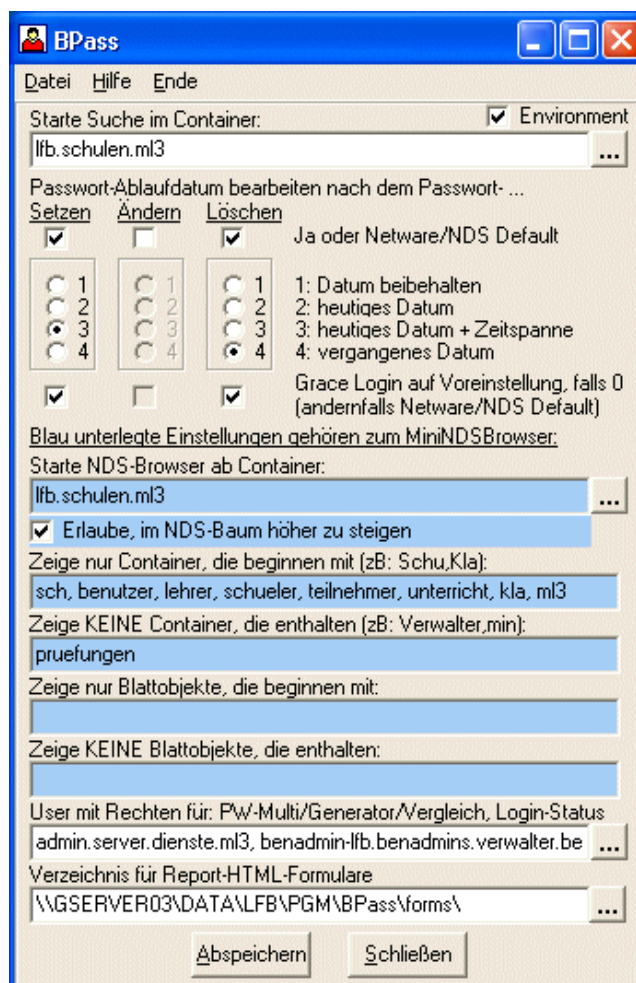 BPass
Datei Hilfe Ende
Starte Suche im Container: Environment
lfb.schulen.ml3 ...
Passwort-Ablaufdatum bearbeiten nach dem Passwort- ...
Setzen Ändern Löschen
Ja oder Netware/NDS Default
1 1 1 1: Datum beibehalten
2 2 2 2: heutiges Datum
3 3 3 3: heutiges Datum + Zeitspanne
4 4 4 4: vergangenes Datum
Grace Login auf Voreinstellung, falls 0
(andernfalls Netware/NDS Default)
Blau unterlegte Einstellungen gehören zum MiniNDSBrowser:
Starte NDS-Browser ab Container:
lfb.schulen.ml3 ...
Erlaube, im NDS-Baum höher zu steigen
Zeige nur Container, die beginnen mit (zB: Schu,Kla):
sch, benutzer, lehrer, schueler, teilnehmer, unterricht, kla, ml3
Zeige KEINE Container, die enthalten (zB: Verwalter,min):
pruefungen
Zeige nur Blattobjekte, die beginnen mit:
Zeige KEINE Blattobjekte, die enthalten:
User mit Rechten für: PW-Multi/Generator/Vergleich, Login-Status
admin.server.dienste.ml3, benadmin-lfb.benadmins.verwalter.be ...
Verzeichnis für Report-HTML-Formulare
\\GSERVER03\DATA\LFB\PGM\BPass\forms\ ...
Abspeichern Schließen